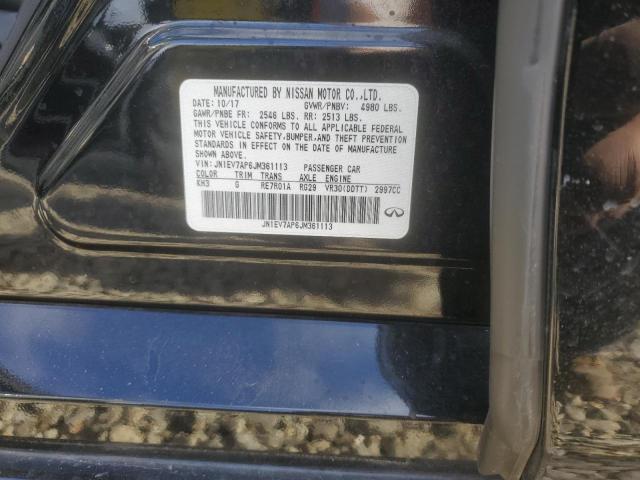 MANUFACTURED BY NISSAN MOTOR CO.,LTD.
DATE: 10/17 GVWR/PNBV: 4980 LBS.
GAWR/PNBE FR: 2546 LBS. RR: 2513 LBS.
THIS VEHICLE CONFORMS TO ALL APPLICABLE FEDERAL
MOTOR VEHICLE SAFETY,BUMPER,AND THEFT PREVENTION
STANDARDS IN EFFECT ON THE DATE OF MANUFACTURE
SHOWN ABOVE.
VIN: JN1EV7AP6JM361113 PASSENGER CAR
COLOR TRIM TRANS AXLE ENGINE
KH3 G RE7R01A RG29 VR30(DDTT) 2997CC
JN1EV7AP6JM361113